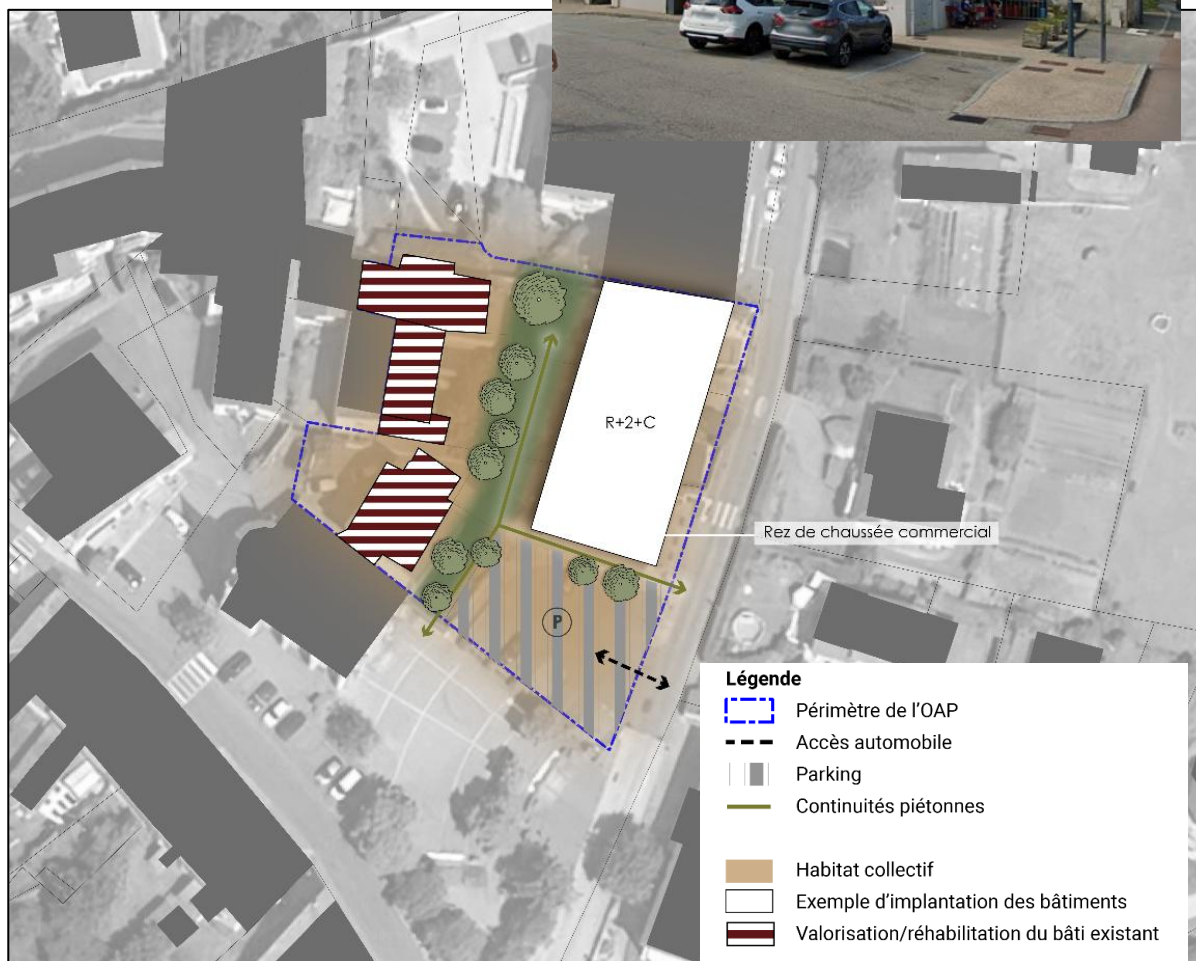 R+2+C
Rez de chaussée commercial
P
Légende
Périmètre de l'OAP
Accès automobile
Parking
Continuités piétonnes
Habitat collectif
Exemple d'implantation des bâtiments
Valorisation/réhabilitation du bâti existant